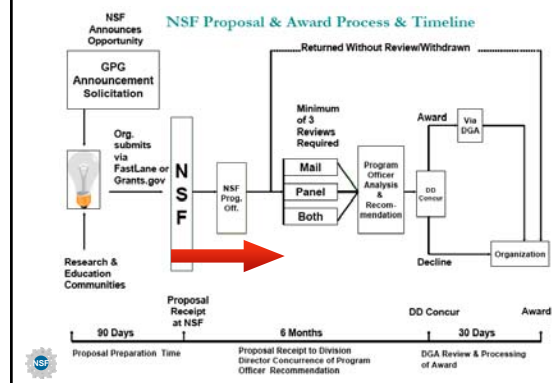 NSF Proposal & Award Process & Timeline
NSF
Announces
Opportunity
GPG
Announcement
Solicitation
Returned Without Review/Withdrawn
Org.
submits
via
FastLane or
Grants.gov
N
S
F
NSF
Prog.
Off.
Minimum
of 3
Reviews
Required
Mail
Panel
Both
Program
Officer
Analysis
&
Recom-
mendation
Award
Via
DGA
DD
Concur
Organization
Decline
Research &
Education
Communities
Proposal
Receipt
at NSF
DD Concur
Award
90 Days
6 Months
30 Days
Proposal Preparation Time
Proposal Receipt to Division
Director Concurrence of Program
Officer Recommendation
DGA Review & Processing
of Award
NSF